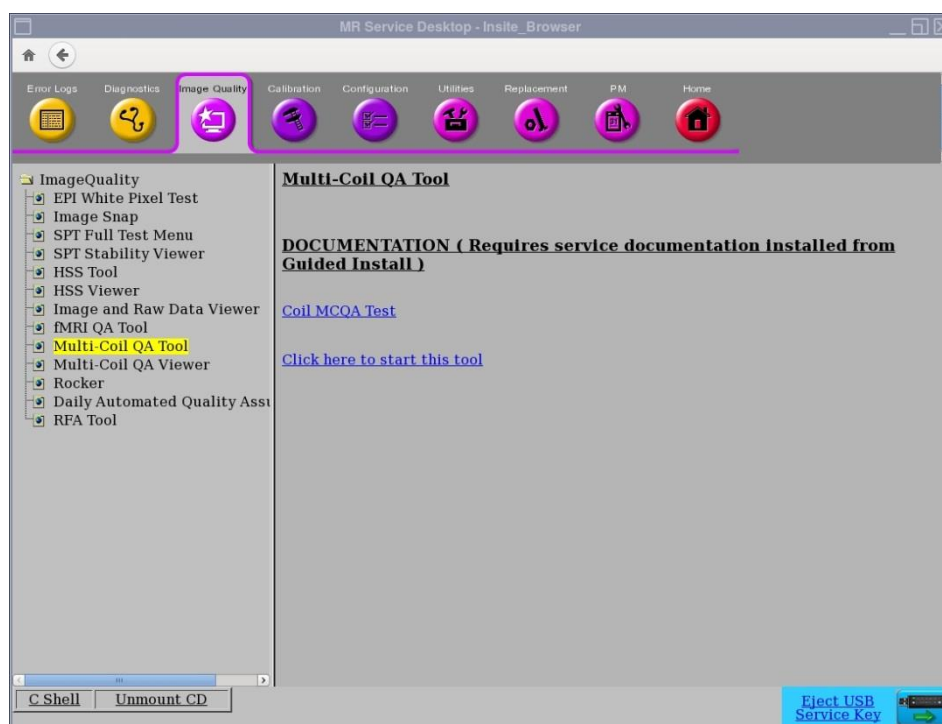 MR Service Desktop - Insite_Browser
Error Logs Diagnostics Image Quality Calibration Configuration Utilities Replacement PM Home
ImageQuality
EPI White Pixel Test
Image Snap
SPT Full Test Menu
SPT Stability Viewer
HSS Tool
HSS Viewer
Image and Raw Data Viewer
fMRI QA Tool
Multi-Coil QA Tool
Multi-Coil QA Viewer
Rocker
Daily Automated Quality Assu
RFA Tool
Multi-Coil QA Tool
DOCUMENTATION ( Requires service documentation installed from
Guided Install )
Coil MCQA Test
Click here to start this tool
C Shell Unmount CD
Eject USB
Service Key